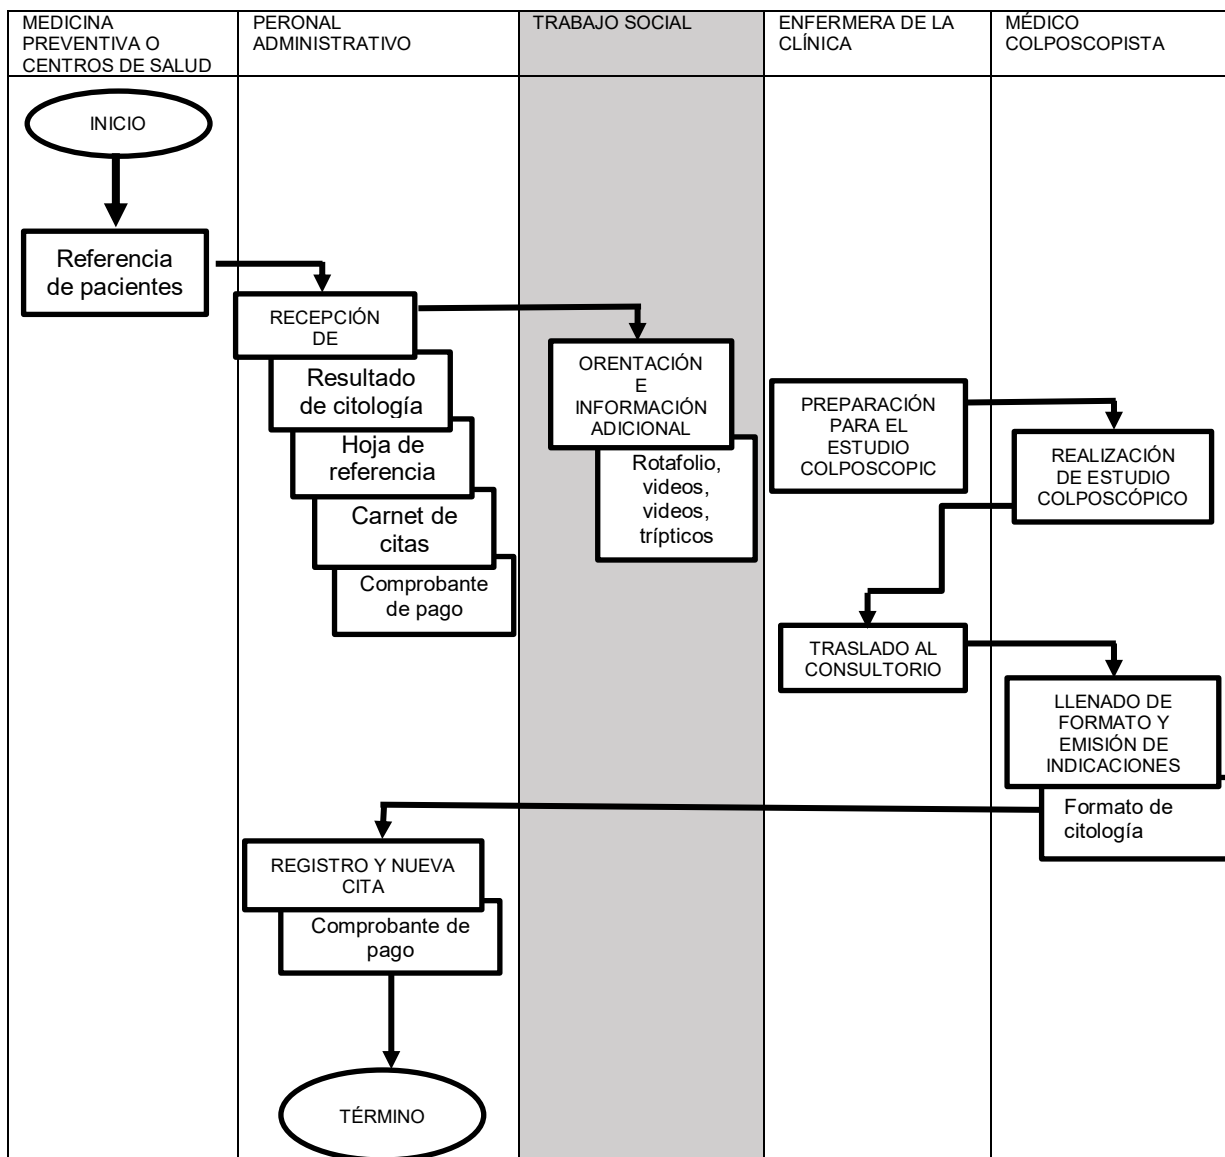 MEDICINA
PREVENTIVA O
CENTROS DE SALUD
PERONAL
ADMINISTRATIVO
TRABAJO SOCIAL
ENFERMERA DE LA
CLÍNICA
MÉDICO
COLPOSCOPISTA
INICIO
Referencia
de pacientes
RECEPCIÓN
DE
Resultado
de citología
Hoja de
referencia
Carnet de
citas
Comprobante
de pago
ORENTACIÓN
E
INFORMACIÓN
ADICIONAL
Rotafolio,
videos,
videos,
trípticos
PREPARACIÓN
PARA EL
ESTUDIO
COLPOSCOPIC
REALIZACIÓN
DE ESTUDIO
COLPOSCÓPICO
TRASLADO AL
CONSULTORIO
LLENADO DE
FORMATO Y
EMISIÓN DE
INDICACIONES
Formato de
citología
REGISTRO Y NUEVA
CITA
Comprobante de
pago
TÉRMINO